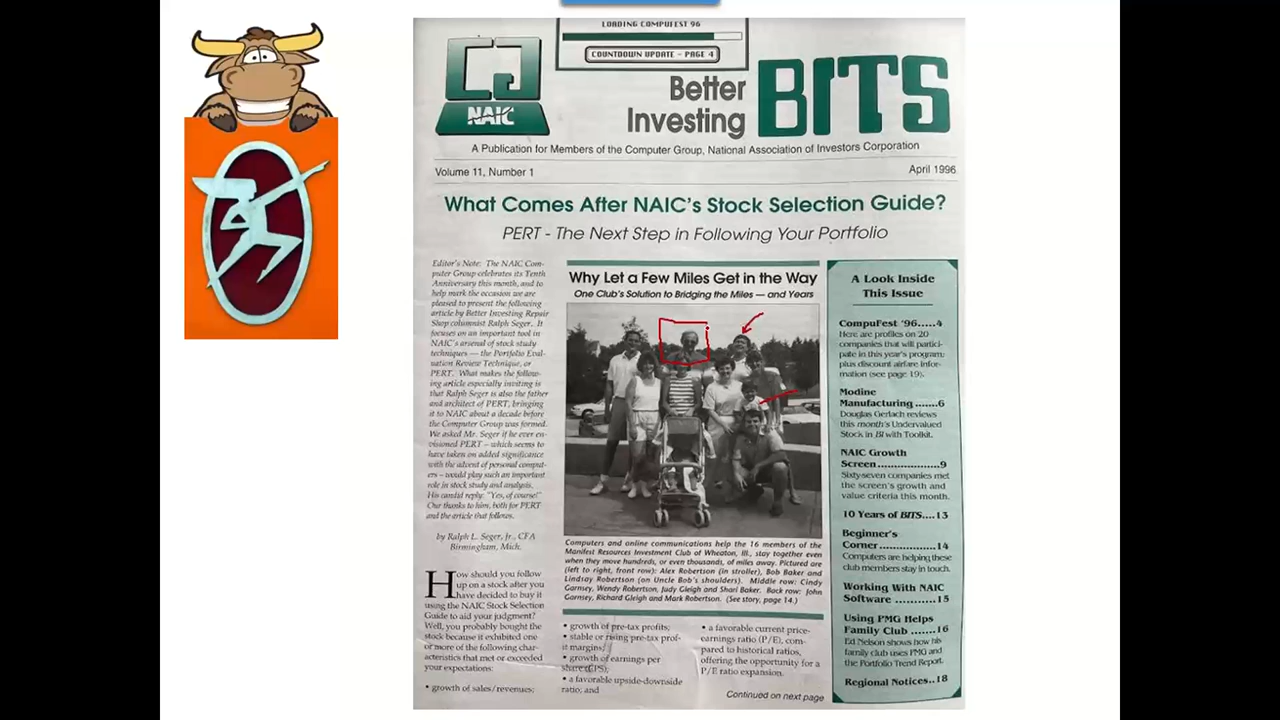 LOADING COMPUFEST 96
COUNTDOWN UPDATE - PAGE 4
NAIC
Better
Investing
BITS
A Publication for Members of the Computer Group, National Association of Investors Corporation
Volume 11, Number 1
April 1996
What Comes After NAIC's Stock Selection Guide?
PERT - The Next Step in Following Your Portfolio
Editor's Note: The NAIC Com-
puter Group celebrates its Tenth
Anniversary this month, and to
help mark the occasion we are
pleased to present the following
article by Better Investing Repair
Shop columnist Ralph Seger. It
focuses on an important tool in
NAIC's arsenal of stock study
techniques — the Portfolio Eval-
uation Review Technique, or
PERT. What makes the follow-
ing article especially inviting is
that Ralph Seger is also the father
and architect of PERT, bringing
it to NAIC about a decade before
the Computer Group was formed.
We asked Mr. Seger if he ever en-
visioned PERT – which seems to
have taken on added significance
with the advent of personal comput-
ers – would play such an important
role in stock study and analysis.
His candid reply: "Yes, of course!"
Our thanks to him, both for PERT
and the article that follows.
by Ralph L. Seger, Jr., CFA
Birmingham, Mich.
How should you follow
up on a stock after you
have decided to buy it
using the NAIC Stock Selection
Guide to aid your judgment?
Well, you probably bought the
stock because it exhibited one
or more of the following char-
acteristics that met or exceeded
your expectations:
• growth of sales/revenues;
Why Let a Few Miles Get in the Way
One Club's Solution to Bridging the Miles — and Years
Computers and online communications help the 16 members of the
Manifest Resources Investment Club of Wheaton, Ill., stay together even
when they move hundreds, or even thousands, of miles away. Pictured are
(left to right, front row): Alex Robertson (in stroller), Bob Baker and
Lindsay Robertson (on Uncle Bob's shoulders). Middle row: Cindy
Garnsey, Wendy Robertson, Judy Gleigh and Shari Baker. Back row: John
Garnsey, Richard Gleigh and Mark Robertson. (See story, page 14.)
• growth of pre-tax profits;
• stable or rising pre-tax prof-
it margins;
• growth of earnings per
share (EPS);
• a favorable upside-downside
ratio; and
• a favorable current price-
earnings ratio (P/E), com-
pared to historical ratios,
offering the opportunity for a
P/E ratio expansion.
Continued on next page
A Look Inside
This Issue
CompuFest '96.....4
Here are profiles on 20
companies that will partici-
pate in this year's program;
plus discount airfare infor-
mation (see page 19).
Modine
Manufacturing .......6
Douglas Gerlach reviews
this month's Undervalued
Stock in BI with Toolkit.
NAIC Growth
Screen....................9
Sixty-seven companies met
the screen's growth and
value criteria this month.
10 Years of BITS....13
Beginner's
Corner..................14
Computers are helping these
club members stay in touch.
Working With NAIC
Software ...........15
Using PMG Helps
Family Club .......16
Ed Nelson shows how his
family club uses PMG and
the Portfolio Trend Report.
Regional Notices..18